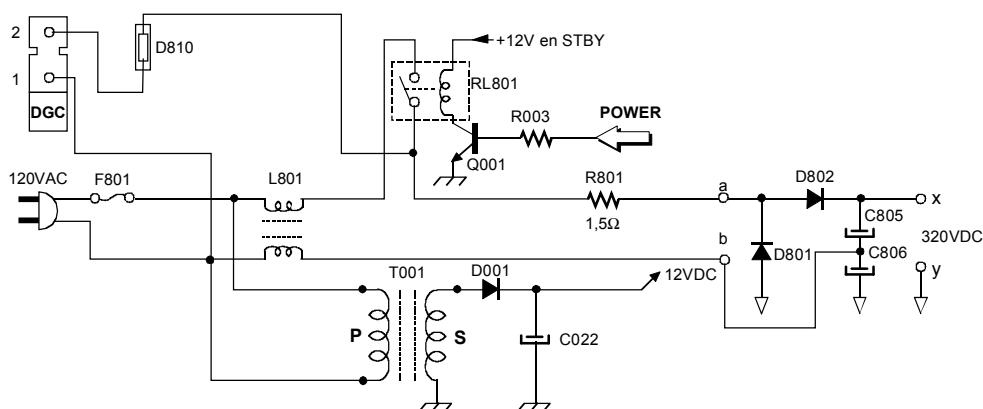 2
D810
+12V en STBY
1
RL801
DGC
R003
POWER
Q001
120VAC
F801
L801
R801
a
D802
x
1,5Ω
C805
b
D801
C806
320VDC
y
T001
D001
12VDC
P
S
C022